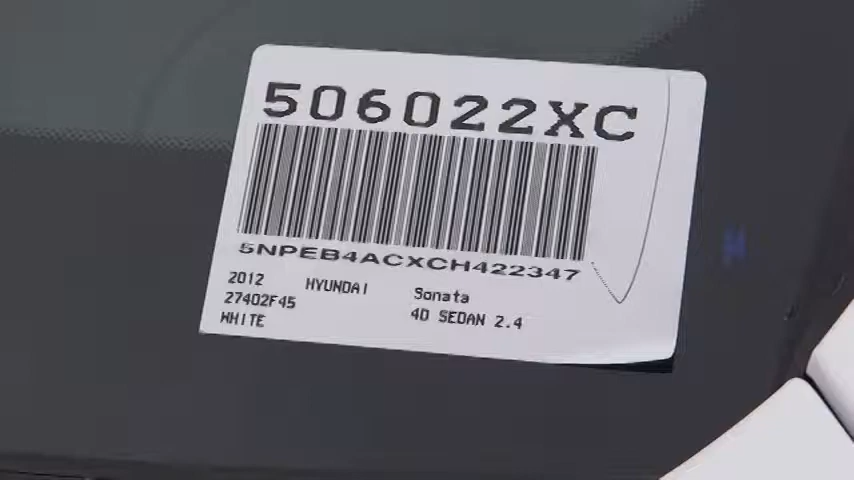 506022XC
5NPEB4ACXCH422347
2012 HYUNDAI Sonata
27402F45 4D SEDAN 2.4
WHITE